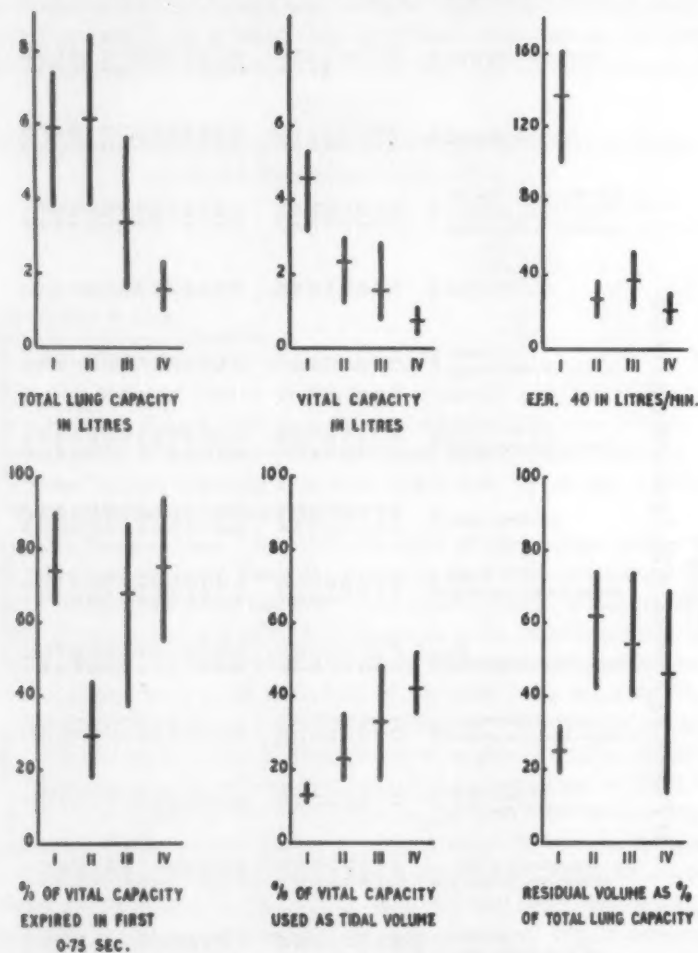 8
6
4
2
0
I II III IV
TOTAL LUNG CAPACITY
IN LITRES
8
6
4
2
0
I II III IV
VITAL CAPACITY
IN LITRES
160
120
80
40
0
I II III IV
E.F.R. 40 IN LITRES/MIN.
100
80
60
40
20
0
I II III IV
% OF VITAL CAPACITY
EXPIRED IN FIRST
0·75 SEC.
100
80
60
40
20
0
I II III IV
% OF VITAL CAPACITY
USED AS TIDAL VOLUME
100
80
60
40
20
0
I II III IV
RESIDUAL VOLUME AS %
OF TOTAL LUNG CAPACITY